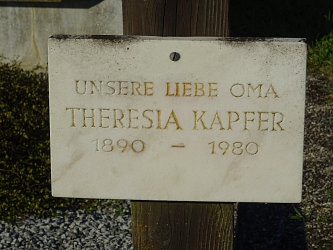 UNSERE LIEBE OMA
THERESIA KAPFER
1890 – 1980